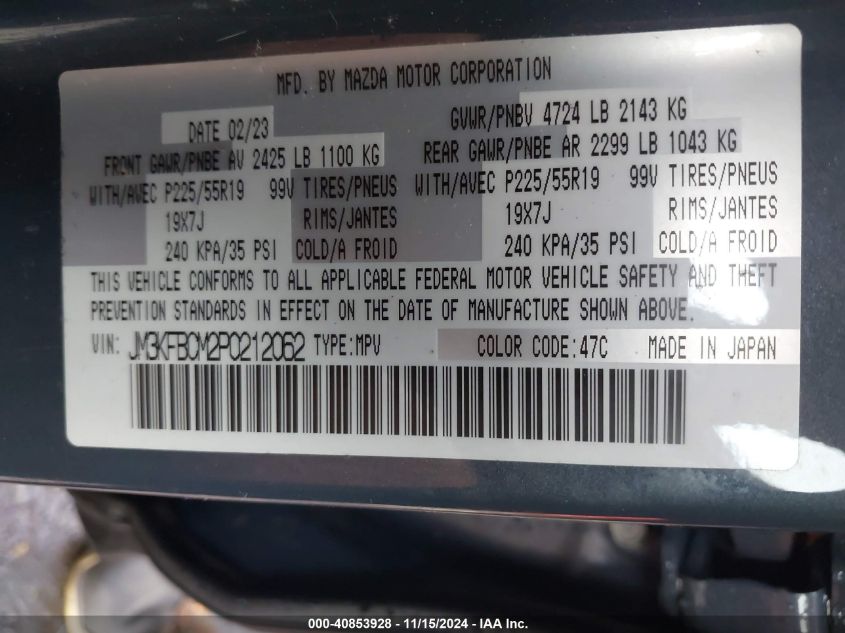 MFD. BY MAZDA MOTOR CORPORATION
DATE 02/23 GVWR/PNBV 4724 LB 2143 KG
FRONT GAWR/PNBE AV 2425 LB 1100 KG REAR GAWR/PNBE AR 2299 LB 1043 KG
WITH/AVEC P225/55R19 99V TIRES/PNEUS WITH/AVEC P225/55R19 99V TIRES/PNEUS
19X7J RIMS/JANTES 19X7J RIMS/JANTES
240 KPA/35 PSI COLD/A FROID 240 KPA/35 PSI COLD/A FROID
THIS VEHICLE CONFORMS TO ALL APPLICABLE FEDERAL MOTOR VEHICLE SAFETY AND THEFT
PREVENTION STANDARDS IN EFFECT ON THE DATE OF MANUFACTURE SHOWN ABOVE.
VIN: JM3KFBCM2P0212062 TYPE:MPV COLOR CODE:47C MADE IN JAPAN
000-40853928 - 11/15/2024 - IAA Inc.